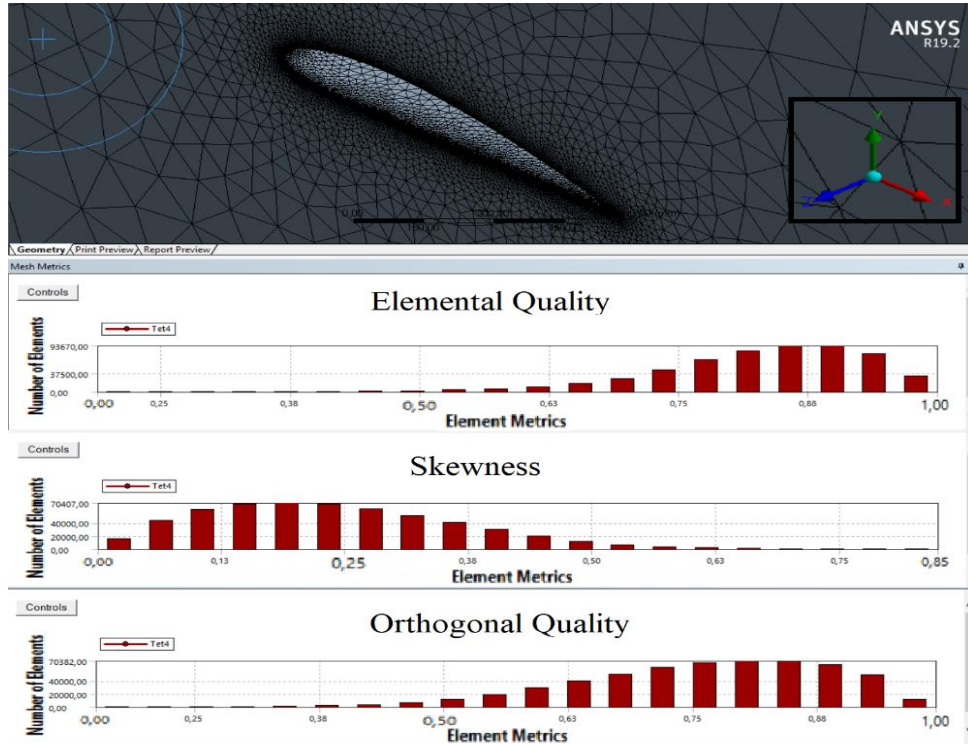 ANSYS
R19.2
Y
Z
X
0,00
Geometry Print Preview Report Preview
Mesh Metrics
Controls
Elemental Quality
Tet4
Number of Elements
93670,00
37500,00
0,00
0,00 0,25 0,38 0,50 0,63 0,75 0,88 1,00
Element Metrics
Controls
Skewness
Tet4
Number of Elements
70407,00
40000,00
20000,00
0,00
0,00 0,13 0,25 0,38 0,50 0,63 0,75 0,85
Element Metrics
Controls
Orthogonal Quality
Tet4
Number of Elements
70382,00
40000,00
20000,00
0,00
0,00 0,25 0,38 0,50 0,63 0,75 0,88 1,00
Element Metrics